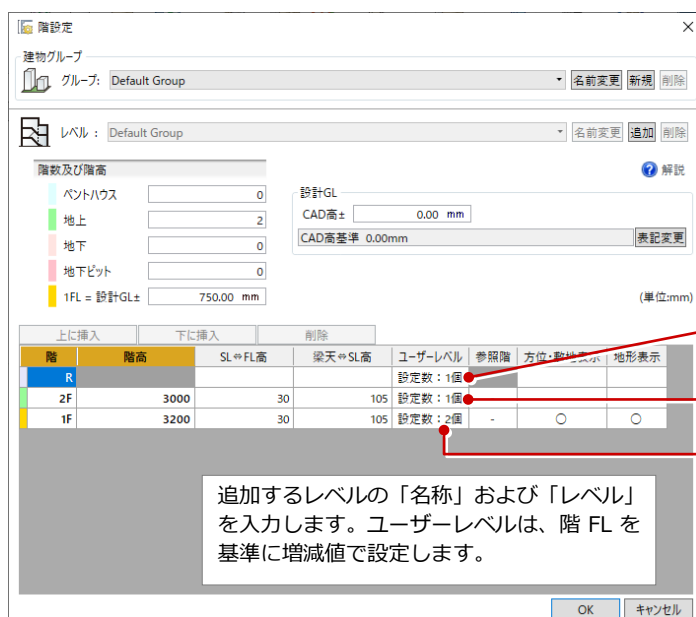 階設定 ×
建物グループ
グループ: Default Group 名前変更 新規 削除
レベル : Default Group 名前変更 追加 削除
階数及び階高 ? 解説
ペントハウス 0
地上 2
地下 0
地下ピット 0
1FL = 設計GL± 750.00 mm
設計GL
CAD高± 0.00 mm
CAD高基準 0.00mm 表記変更
(単位:mm)
上に挿入 下に挿入 削除
階 階高 SL⇔FL高 梁天⇔SL高 ユーザーレベル 参照階 方位・敷地表示 地形表示
R 設定数:1個
2F 3000 30 105 設定数:1個
1F 3200 30 105 設定数:2個 - ○ ○
追加するレベルの「名称」および「レベル」
を入力します。ユーザーレベルは、階 FL を
基準に増減値で設定します。
OK キャンセル